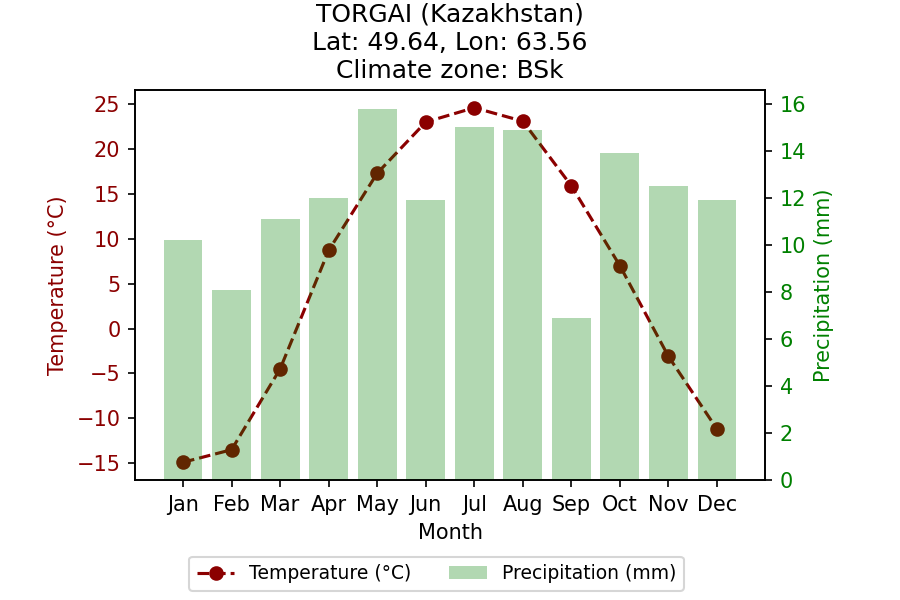 TORGAI (Kazakhstan)
Lat: 49.64, Lon: 63.56
Climate zone: BSk
Temperature (°C)
25
20
15
10
5
0
−5
−10
−15
16
14
12
10
8
6
4
2
0
Precipitation (mm)
Jan Feb Mar Apr May Jun Jul Aug Sep Oct Nov Dec
Month
Temperature (°C) Precipitation (mm)